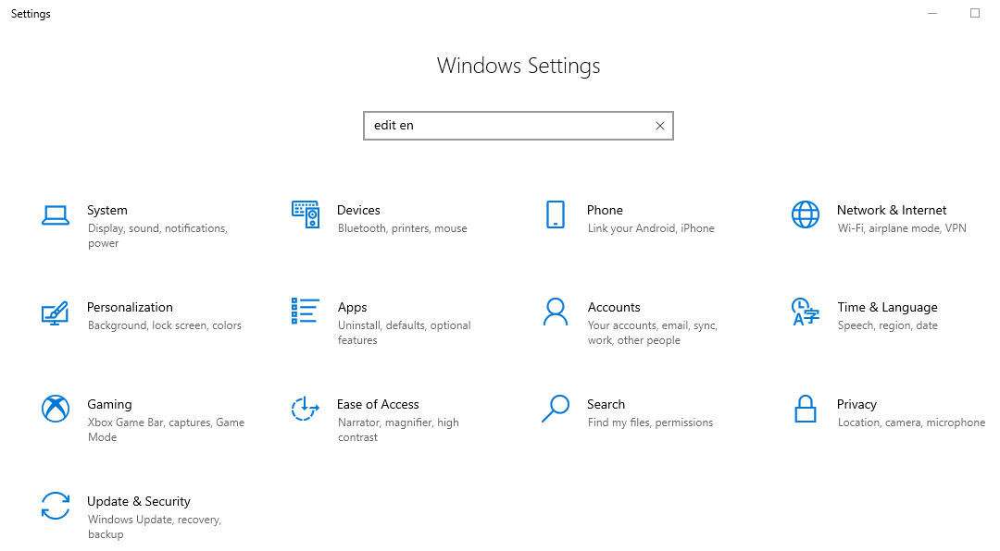 Settings
Windows Settings
edit en
System
Display, sound, notifications,
power
Devices
Bluetooth, printers, mouse
Phone
Link your Android, iPhone
Network & Internet
Wi-Fi, airplane mode, VPN
Personalization
Background, lock screen, colors
Apps
Uninstall, defaults, optional
features
Accounts
Your accounts, email, sync,
work, other people
Time & Language
Speech, region, date
Gaming
Xbox Game Bar, captures, Game
Mode
Ease of Access
Narrator, magnifier, high
contrast
Search
Find my files, permissions
Privacy
Location, camera, microphone
Update & Security
Windows Update, recovery,
backup